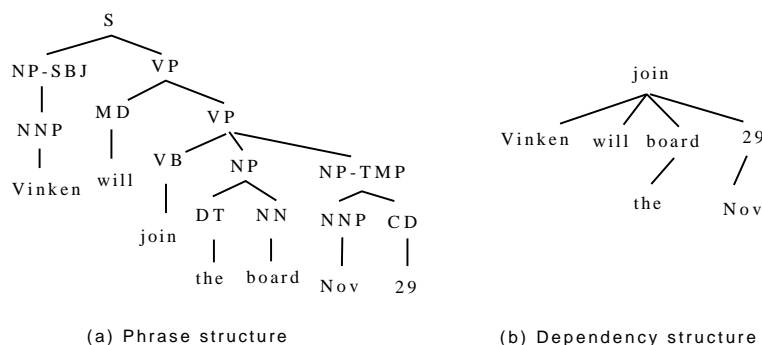 S
NP-SBJ VP
MD VP join
NNP VB NP NP-TMP Vinken will board 29
Vinken will
DT NN NNP CD the Nov
join
the board Nov 29
(a) Phrase structure (b) Dependency structure